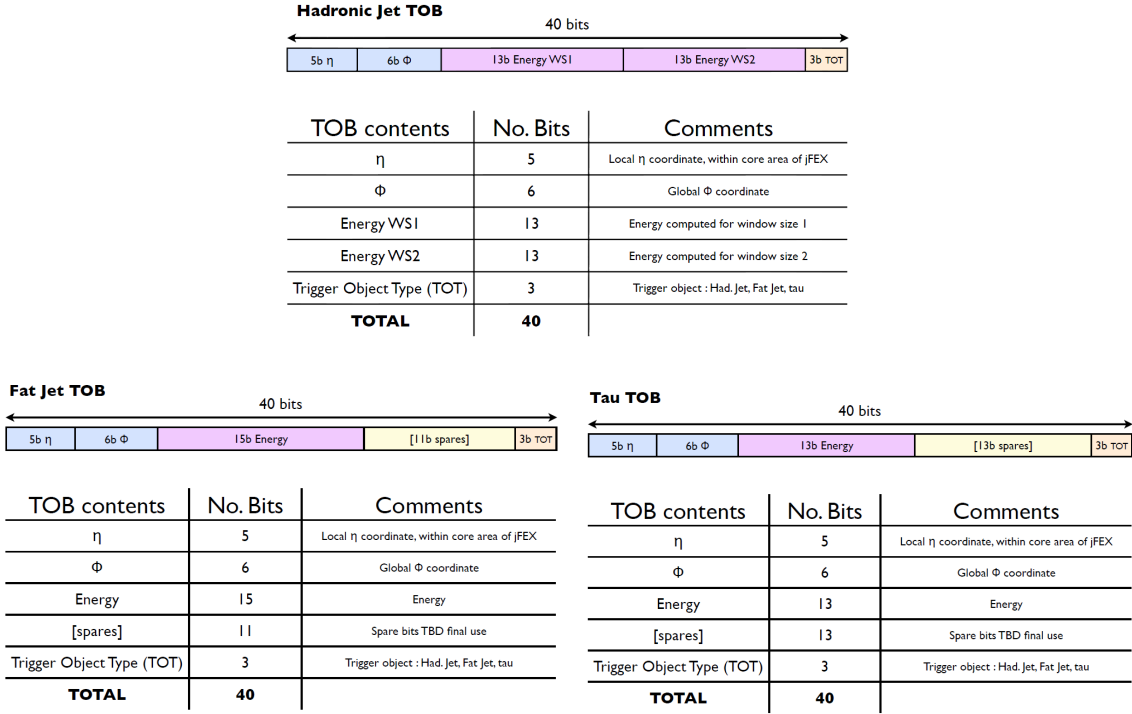 Hadronic Jet TOB
40 bits
5b η 6b Φ 13b Energy WS1 13b Energy WS2 3b TOT
TOB contents No. Bits Comments
η 5 Local η coordinate, within core area of jFEX
Φ 6 Global Φ coordinate
Energy WS1 13 Energy computed for window size 1
Energy WS2 13 Energy computed for window size 2
Trigger Object Type (TOT) 3 Trigger object : Had. Jet, Fat Jet, tau
TOTAL 40
Fat Jet TOB
40 bits
5b η 6b Φ 15b Energy [11b spares] 3b TOT
TOB contents No. Bits Comments
η 5 Local η coordinate, within core area of jFEX
Φ 6 Global Φ coordinate
Energy 15 Energy
[spares] 11 Spare bits TBD final use
Trigger Object Type (TOT) 3 Trigger object : Had. Jet, Fat Jet, tau
TOTAL 40
Tau TOB
40 bits
5b η 6b Φ 13b Energy [13b spares] 3b TOT
TOB contents No. Bits Comments
η 5 Local η coordinate, within core area of jFEX
Φ 6 Global Φ coordinate
Energy 13 Energy
[spares] 13 Spare bits TBD final use
Trigger Object Type (TOT) 3 Trigger object : Had. Jet, Fat Jet, tau
TOTAL 40